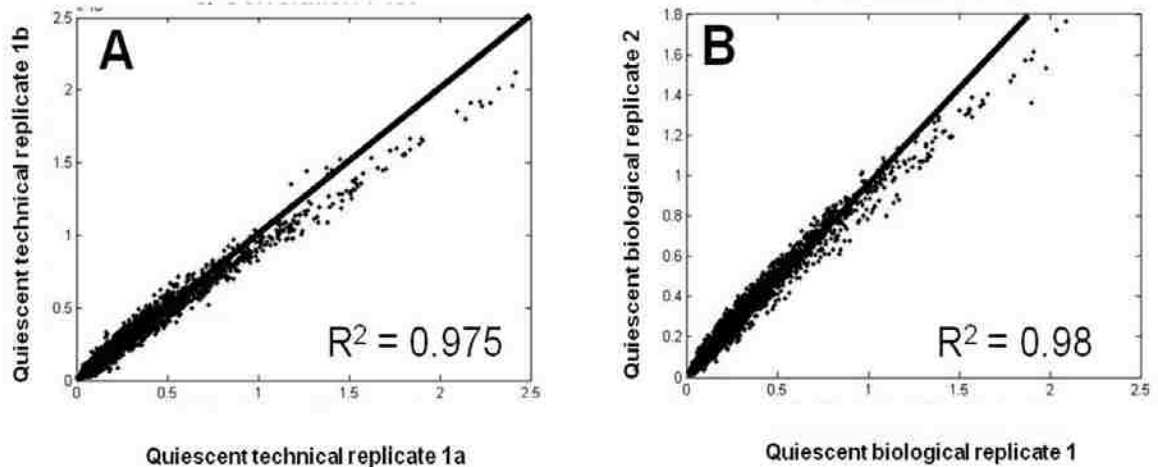 A
Quiescent technical replicate 1b
2.5
2
1.5
1
0.5
0
R² = 0.975
0 0.5 1 1.5 2 2.5
Quiescent technical replicate 1a
B
Quiescent biological replicate 2
1.8
1.6
1.4
1.2
1
0.8
0.6
0.4
0.2
0
R² = 0.98
0 0.5 1 1.5 2 2.5
Quiescent biological replicate 1